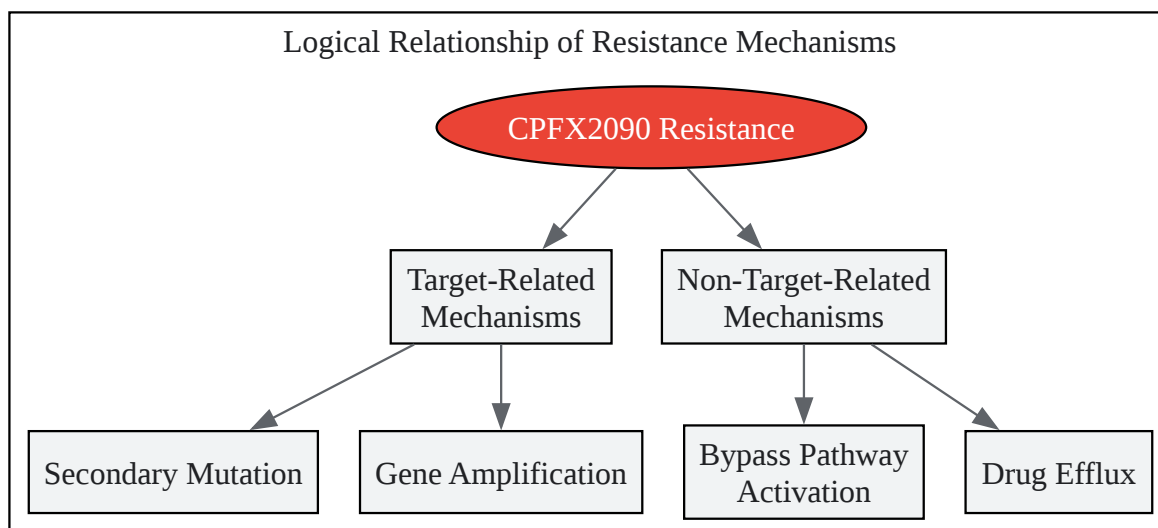 Logical Relationship of Resistance Mechanisms
CPFX2090 Resistance
Target-Related
Mechanisms
Non-Target-Related
Mechanisms
Secondary Mutation
Gene Amplification
Bypass Pathway
Activation
Drug Efflux